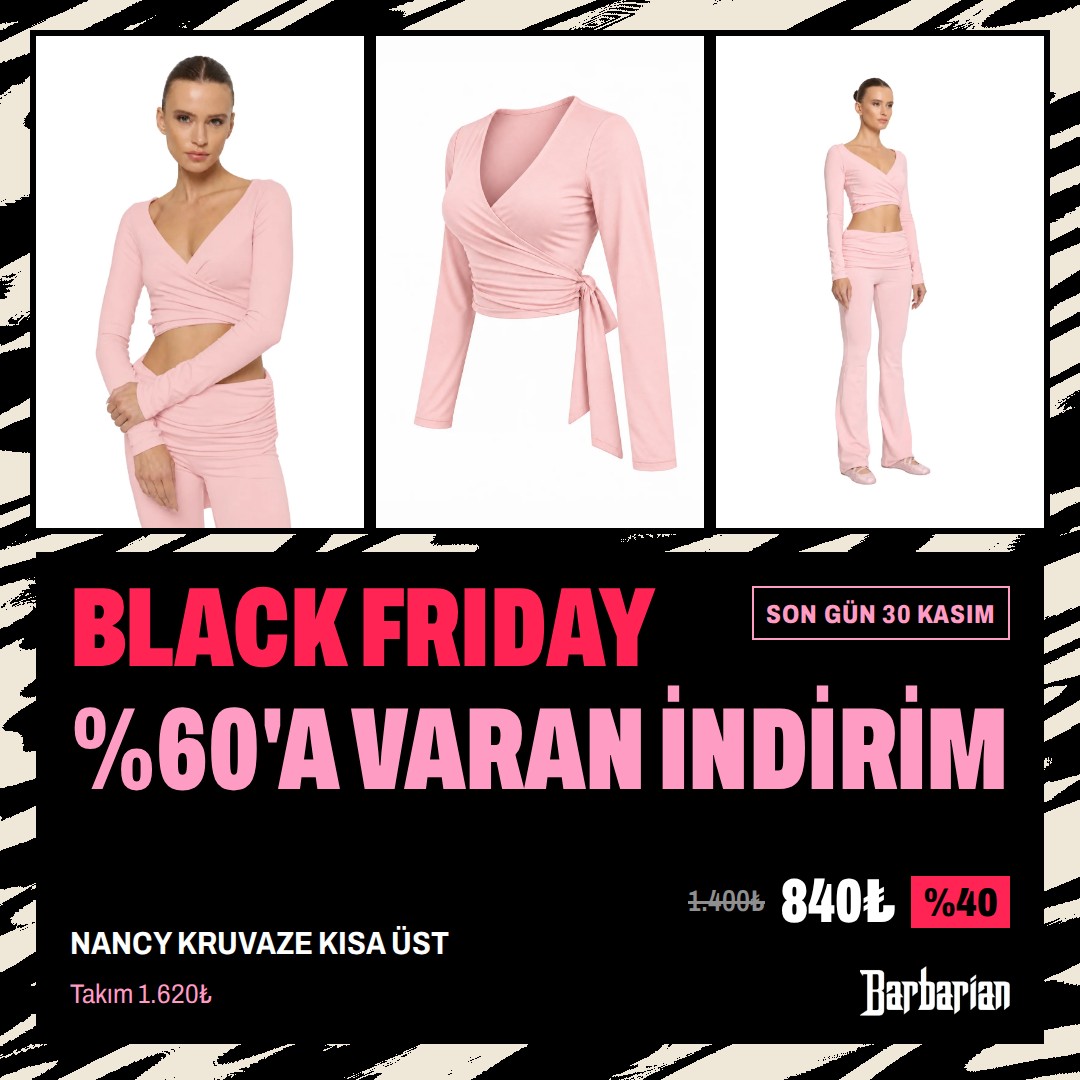 BLACK FRIDAY
SON GÜN 30 KASIM
%60'A VARAN İNDİRİM
1.400₺ 840₺ %40
NANCY KRUVAZE KISA ÜST
Takım 1.620₺
Barbarian